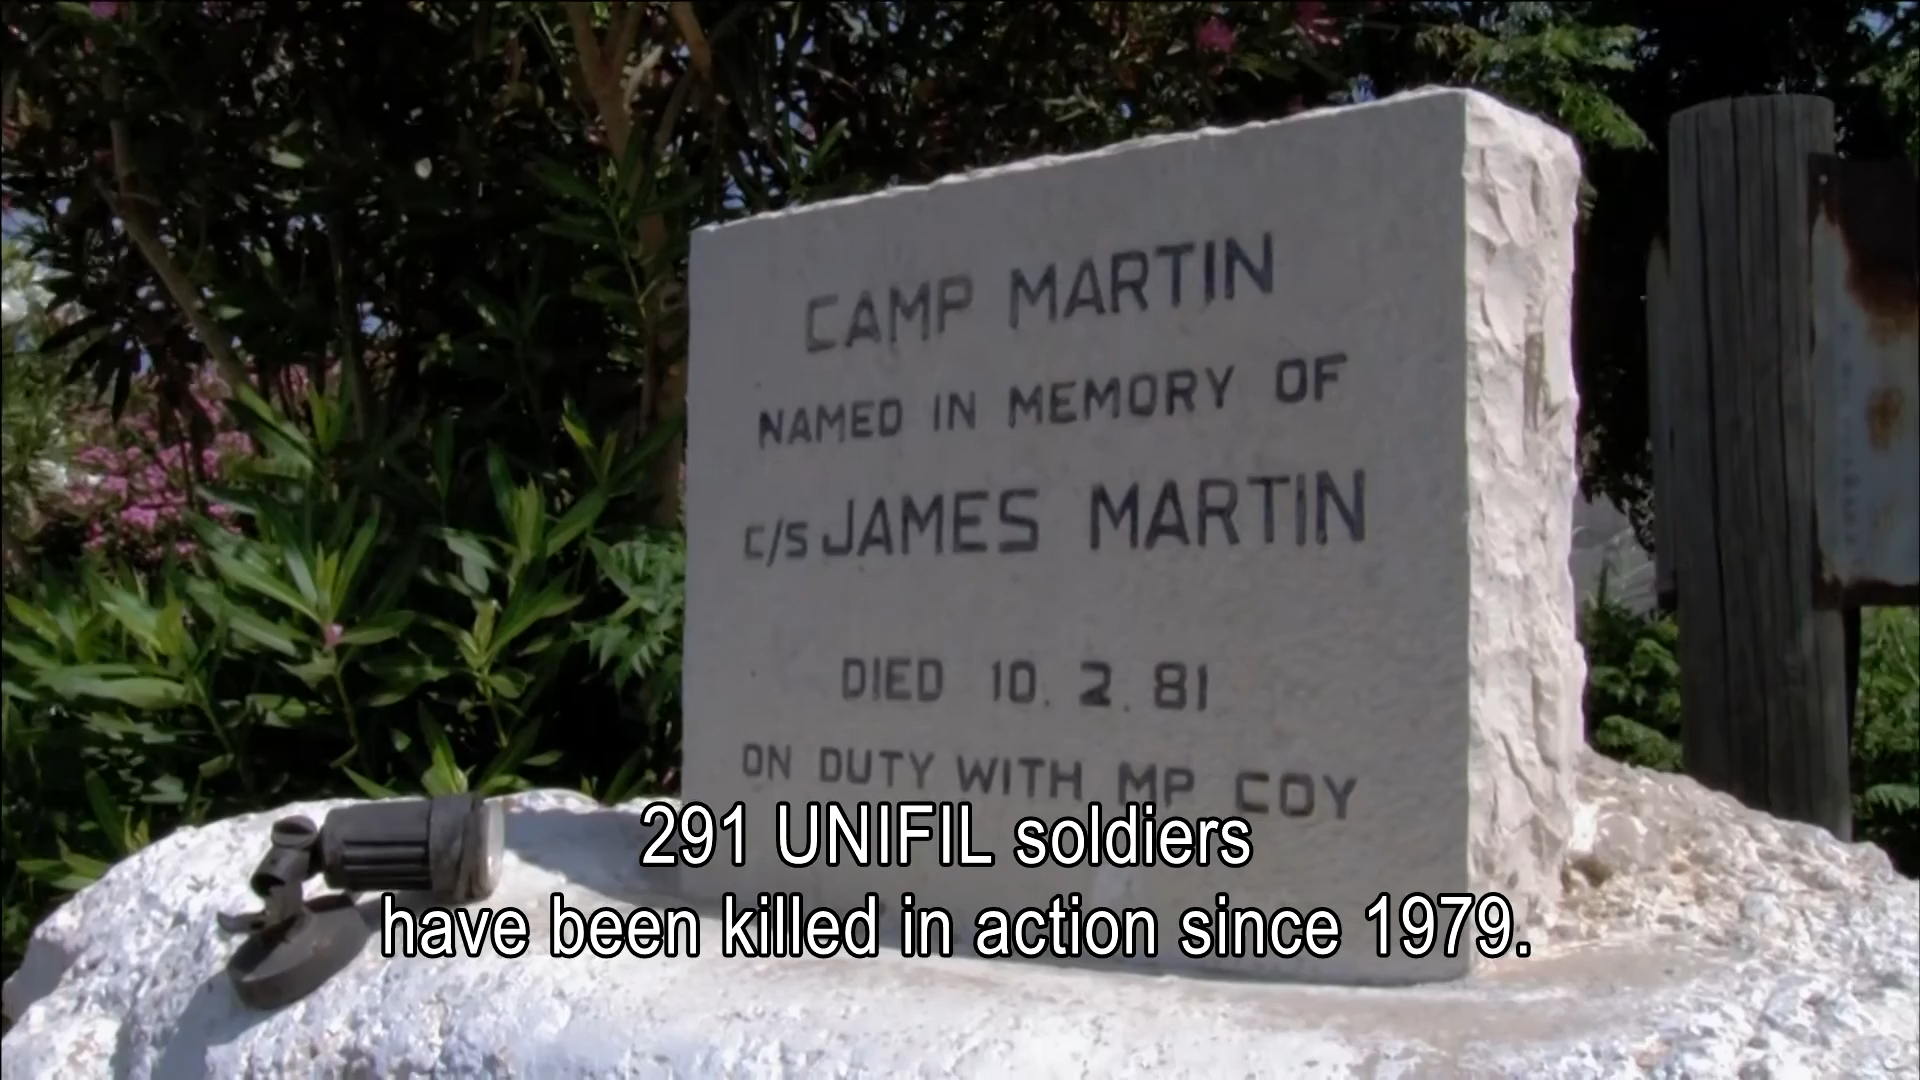 CAMP MARTIN
NAMED IN MEMORY OF
C/S JAMES MARTIN
DIED 10. 2. 81
ON DUTY WITH MP COY
291 UNIFIL soldiers
have been killed in action since 1979.